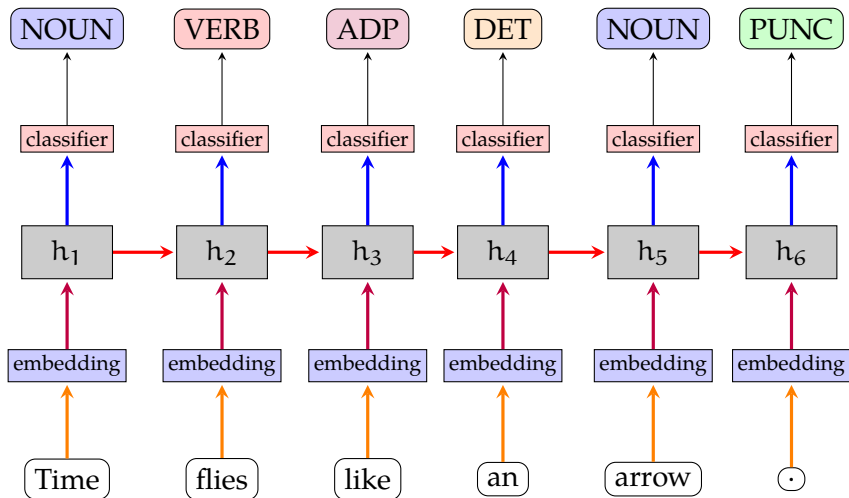 NOUN VERB ADP DET NOUN PUNC
classifier classifier classifier classifier classifier classifier
h₁ h₂ h₃ h₄ h₅ h₆
embedding embedding embedding embedding embedding embedding
Time flies like an arrow .